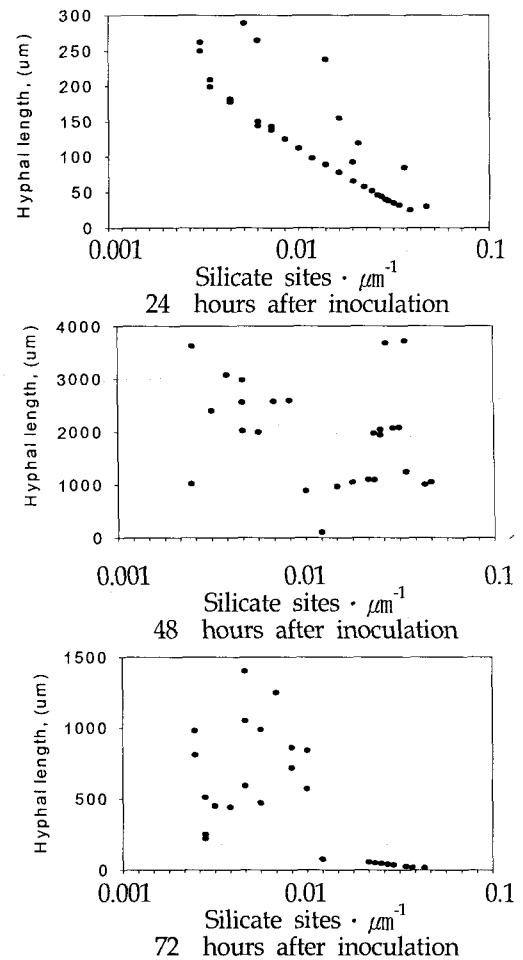 Hyphal length, (um)
300
250
200
150
100
50
0
0.001
0.01
0.1
Silicate sites · μm⁻¹
24 hours after inoculation
Hyphal length, (um)
4000
3000
2000
1000
0
0.001
0.01
0.1
Silicate sites · μm⁻¹
48 hours after inoculation
Hyphal length, (um)
1500
1000
500
0
0.001
0.01
0.1
Silicate sites · μm⁻¹
72 hours after inoculation